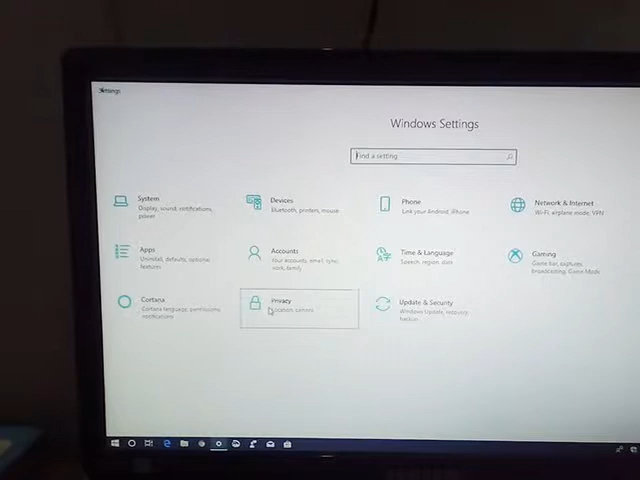 Settings
Windows Settings
Find a setting
System
Display, sound, notifications,
power
Devices
Bluetooth, printers, mouse
Phone
Link your Android, iPhone
Network & Internet
Wi-Fi, airplane mode, VPN
Apps
Uninstall, defaults, optional
features
Accounts
Your accounts, email, sync,
work, family
Time & Language
Speech, region, date
Gaming
Game bar, captures,
broadcasting, Game Mode
Cortana
Cortana language, permissions,
notifications
Privacy
Location, camera
Update & Security
Windows Update, recovery,
backup